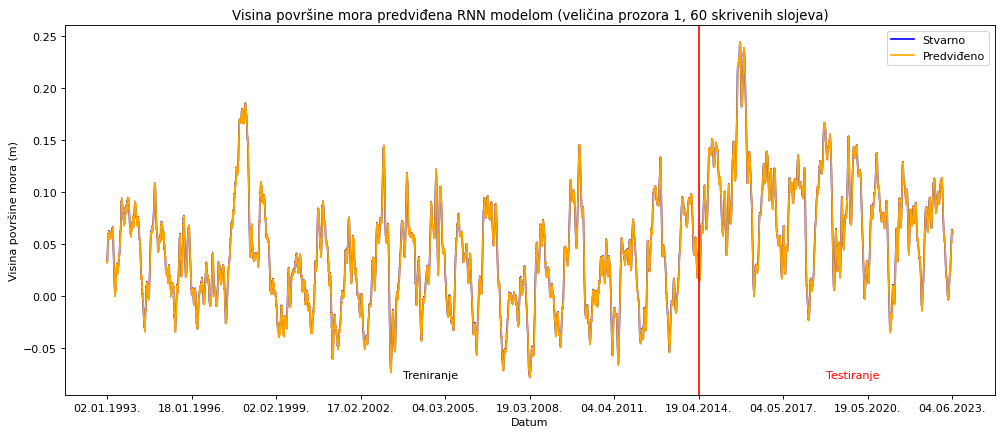 Visina površine mora predviđena RNN modelom (veličina prozora 1, 60 skrivenih slojeva)
Stvarno
Predviđeno
Visina površine mora (m)
0.25
0.20
0.15
0.10
0.05
0.00
−0.05
Treniranje
Testiranje
02.01.1993.
18.01.1996.
02.02.1999.
17.02.2002.
04.03.2005.
19.03.2008.
04.04.2011.
19.04.2014.
04.05.2017.
19.05.2020.
04.06.2023.
Datum